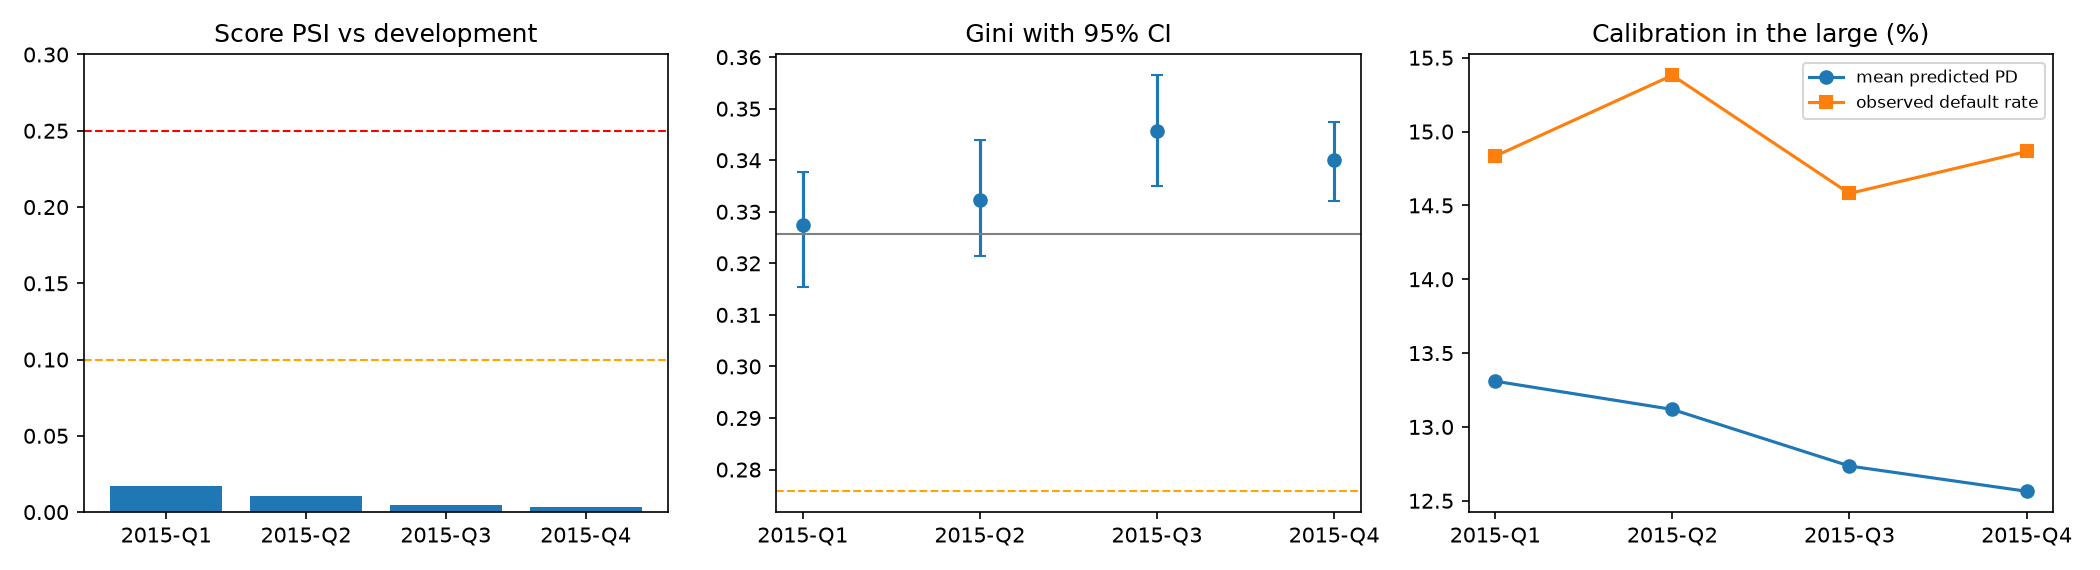 Score PSI vs development
0.30
0.25
0.20
0.15
0.10
0.05
0.00
2015-Q1 2015-Q2 2015-Q3 2015-Q4
Gini with 95% CI
0.36
0.35
0.34
0.33
0.32
0.31
0.30
0.29
0.28
2015-Q1 2015-Q2 2015-Q3 2015-Q4
Calibration in the large (%)
15.5
15.0
14.5
14.0
13.5
13.0
12.5
mean predicted PD
observed default rate
2015-Q1 2015-Q2 2015-Q3 2015-Q4